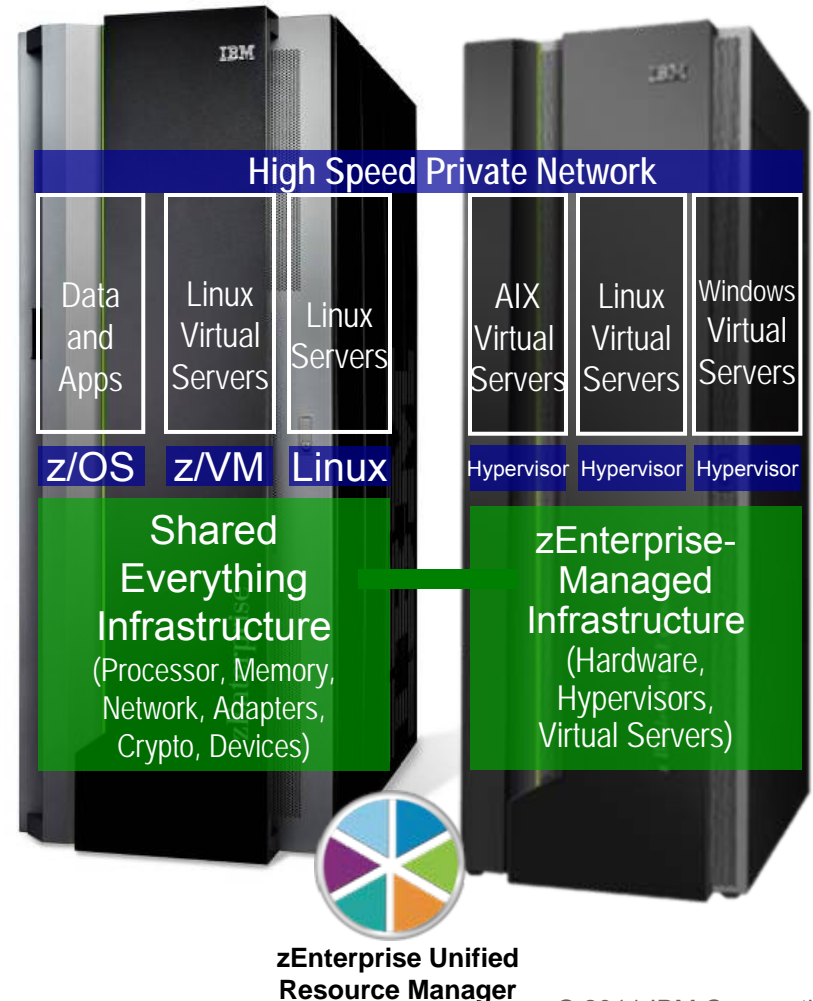 IBM
IBM
High Speed Private Network
Data
and
Apps
Linux
Virtual
Servers
Linux
Servers
AIX
Virtual
Servers
Linux
Virtual
Servers
Windows
Virtual
Servers
z/OS
z/VM
Linux
Hypervisor
Hypervisor
Hypervisor
Shared
Everything
Infrastructure
(Processor, Memory,
Network, Adapters,
Crypto, Devices)
zEnterprise
zEnterprise-
Managed
Infrastructure
(Hardware,
Hypervisors,
Virtual Servers)
zEnterprise Unified
Resource Manager